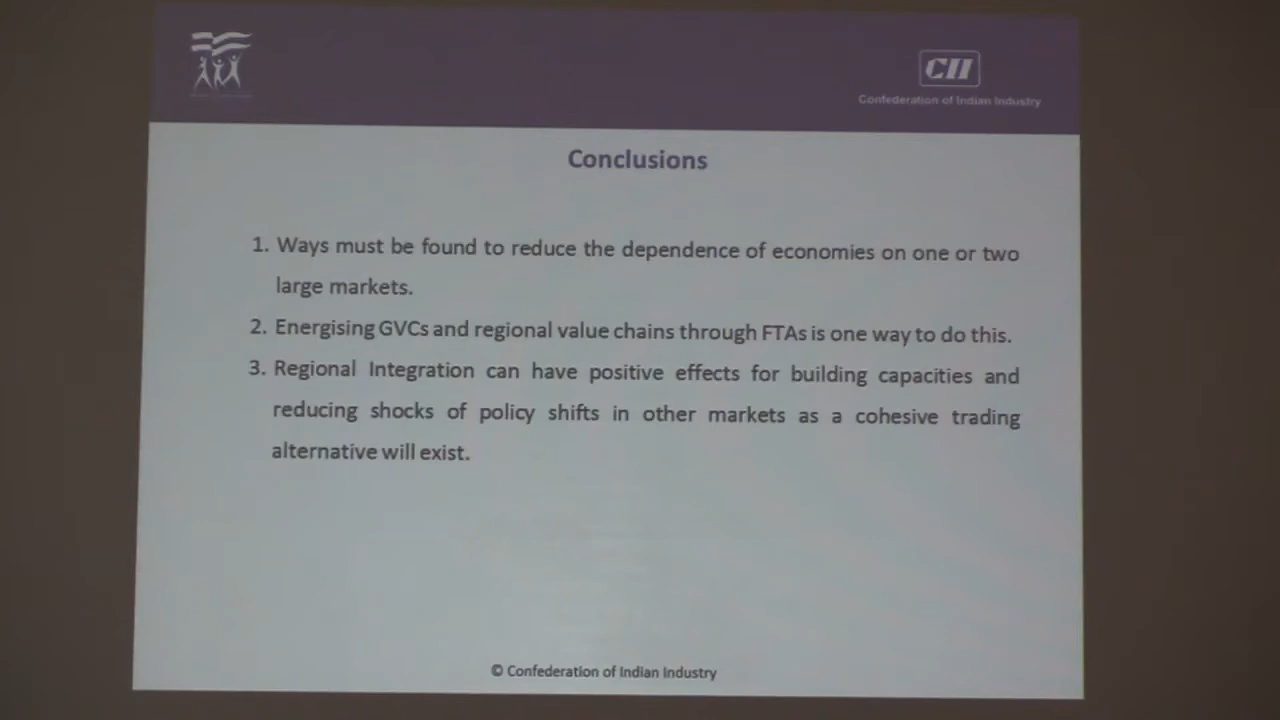 CII
Confederation of Indian Industry
Conclusions
1. Ways must be found to reduce the dependence of economies on one or two
large markets.
2. Energising GVCs and regional value chains through FTAs is one way to do this.
3. Regional Integration can have positive effects for building capacities and
reducing shocks of policy shifts in other markets as a cohesive trading
alternative will exist.
© Confederation of Indian Industry